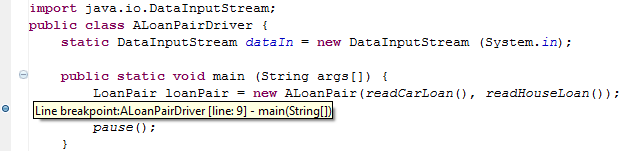 import java.io.DataInputStream;
public class ALoanPairDriver {
static DataInputStream dataIn = new DataInputStream (System.in);
public static void main (String args[]) {
LoanPair loanPair = new ALoanPair(readCarLoan(), readHouseLoan());
Line breakpoint:ALoanPairDriver [line: 9] - main(String[])
pause();
}